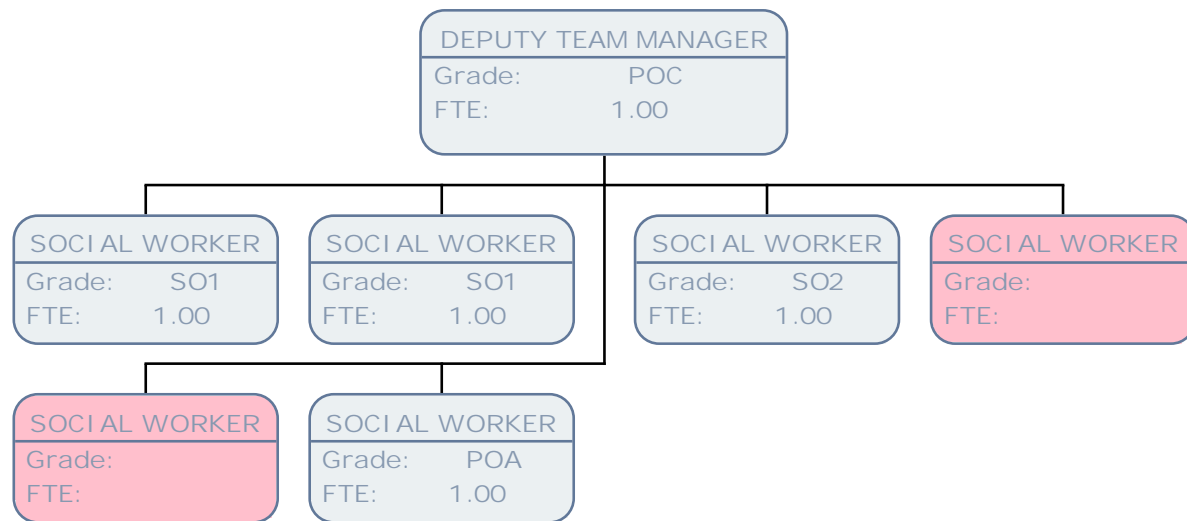 DEPUTY TEAM MANAGER
Grade: POC
FTE: 1.00
SOCIAL WORKER
Grade: SO1
FTE: 1.00
SOCIAL WORKER
Grade: SO1
FTE: 1.00
SOCIAL WORKER
Grade: SO2
FTE: 1.00
SOCIAL WORKER
Grade:
FTE:
SOCIAL WORKER
Grade:
FTE:
SOCIAL WORKER
Grade: POA
FTE: 1.00